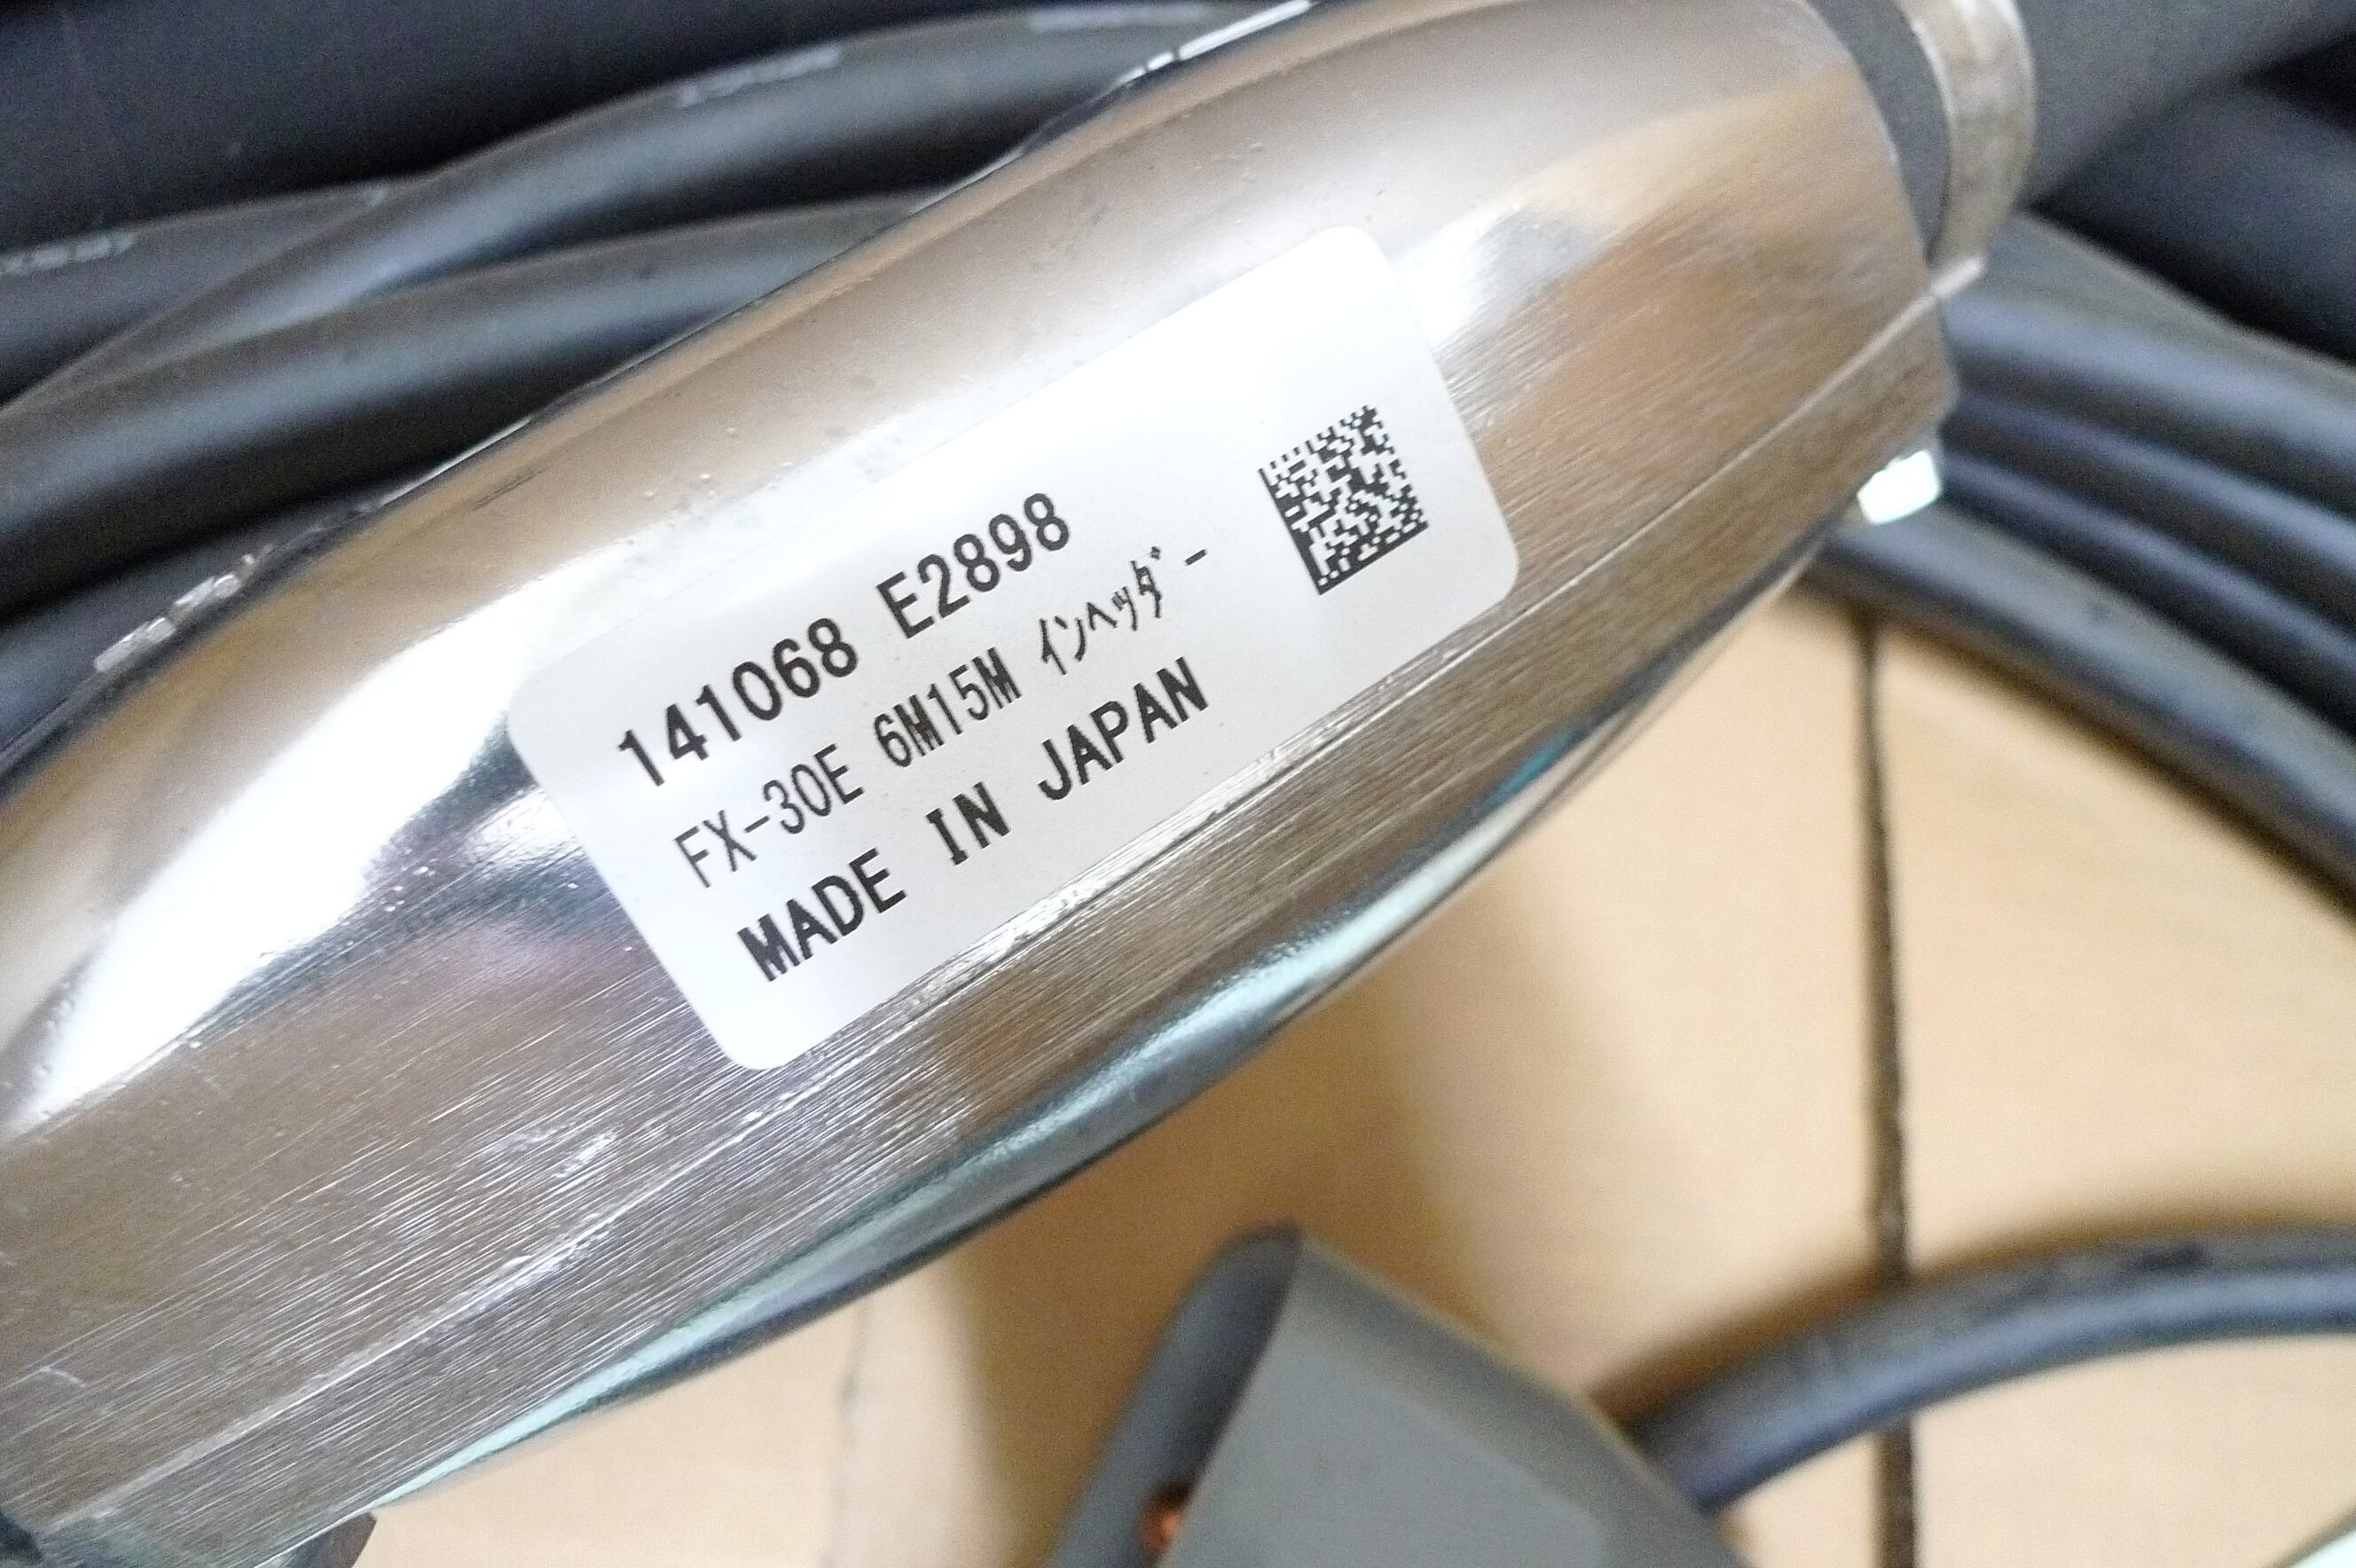 141068 E2898
FX-30E 6M15M ｲﾝﾍｯﾀﾞｰ
MADE IN JAPAN